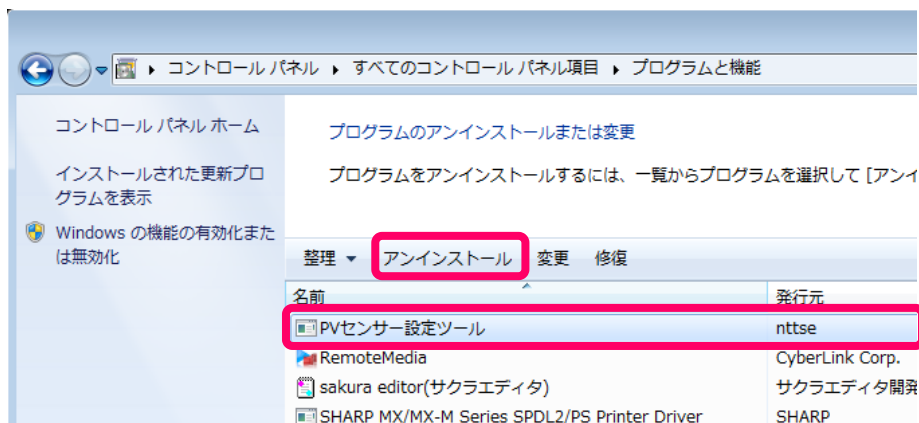 コントロール パネル ▸ すべてのコントロール パネル項目 ▸ プログラムと機能
コントロール パネル ホーム
インストールされた更新プロ
グラムを表示
Windows の機能の有効化また
は無効化
プログラムのアンインストールまたは変更
プログラムをアンインストールするには、一覧からプログラムを選択して [アンイ
整理 ▼ アンインストール 変更 修復
名前 発行元
PVセンサー設定ツール nttse
RemoteMedia CyberLink Corp.
sakura editor(サクラエディタ) サクラエディタ開発
SHARP MX/MX-M Series SPDL2/PS Printer Driver SHARP